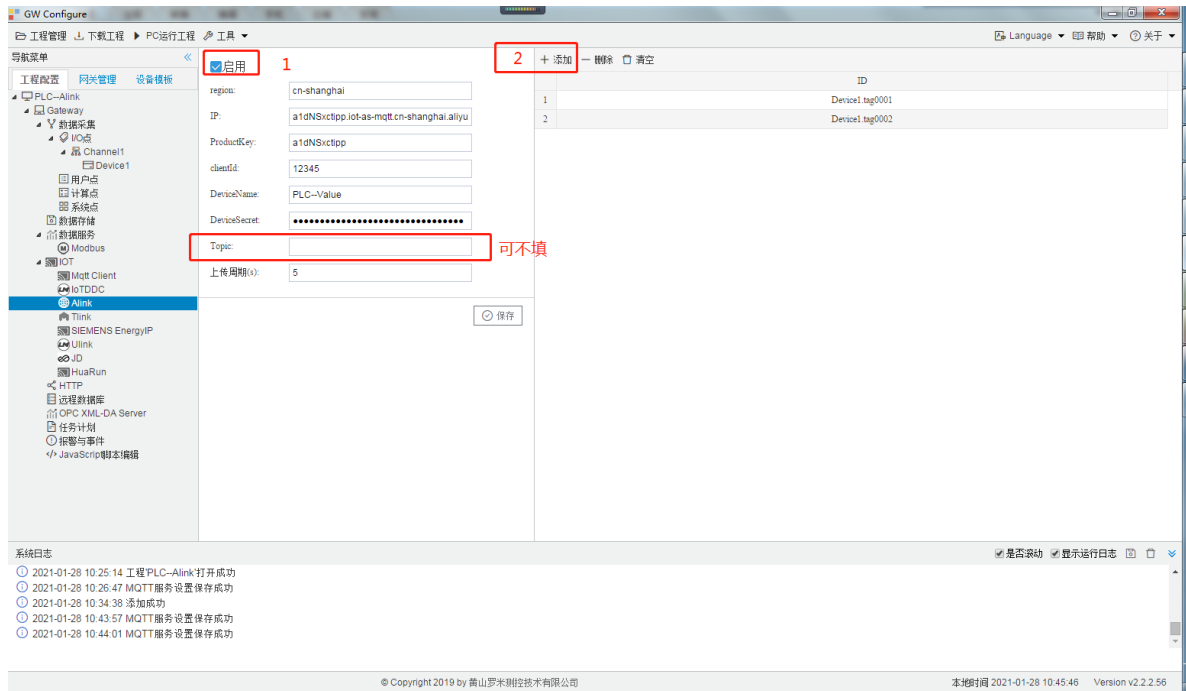 GW Configure
工程管理 下载工程 PC运行工程 工具
Language 帮助 关于
导航菜单
工程配置 网关管理 设备模板
PLC--Alink
Gateway
数据采集
I/O点
Channel1
Device1
用户点
计算点
系统点
数据存储
数据服务
Modbus
IOT
Mqtt Client
IoTDDC
Alink
Tlink
SIEMENS EnergyIP
Ulink
JD
HuaRun
HTTP
远程数据库
OPC XML-DA Server
任务计划
报警与事件
JavaScrip脚本编辑
启用 1
region: cn-shanghai
IP: a1dNSxctipp.iot-as-mqtt.cn-shanghai.aliyu
ProductKey: a1dNSxctipp
clientId: 12345
DeviceName: PLC--Value
DeviceSecret: ●●●●●●●●●●●●●●●●●●●●●●●●●●●●●●●●
Topic: 可不填
上传周期(s): 5
保存
2 添加 删除 清空
ID
1 Device1.tag0001
2 Device1.tag0002
系统日志
是否滚动 显示运行日志
2021-01-28 10:25:14 工程'PLC--Alink'打开成功
2021-01-28 10:26:47 MQTT服务设置保存成功
2021-01-28 10:34:38 添加成功
2021-01-28 10:43:57 MQTT服务设置保存成功
2021-01-28 10:44:01 MQTT服务设置保存成功
© Copyright 2019 by 黄山罗米测控技术有限公司
本地时间 2021-01-28 10:45:46 Version v2.2.2.56